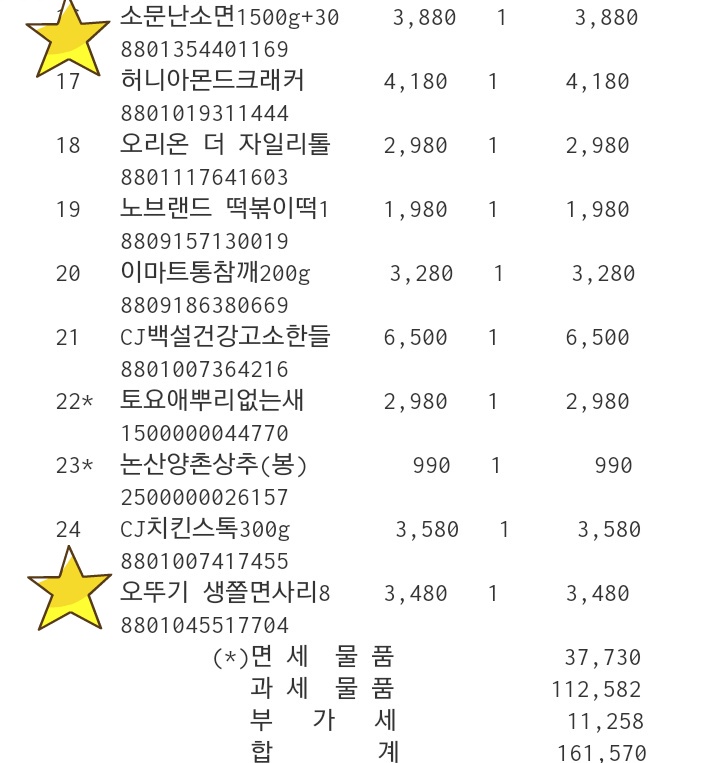 소문난소면1500g+30 3,880 1 3,880
8801354401169
17 허니아몬드크래커 4,180 1 4,180
8801019311444
18 오리온 더 자일리톨 2,980 1 2,980
8801117641603
19 노브랜드 떡볶이떡1 1,980 1 1,980
8809157130019
20 이마트통참깨200g 3,280 1 3,280
8809186380669
21 CJ백설건강고소한들 6,500 1 6,500
8801007364216
22* 토요애뿌리없는새 2,980 1 2,980
1500000044770
23* 논산양촌상추(봉) 990 1 990
2500000026157
24 CJ치킨스톡300g 3,580 1 3,580
8801007417455
오뚜기 생쫄면사리8 3,480 1 3,480
8801045517704
(*)면 세 물 품 37,730
과 세 물 품 112,582
부 가 세 11,258
합 계 161,570